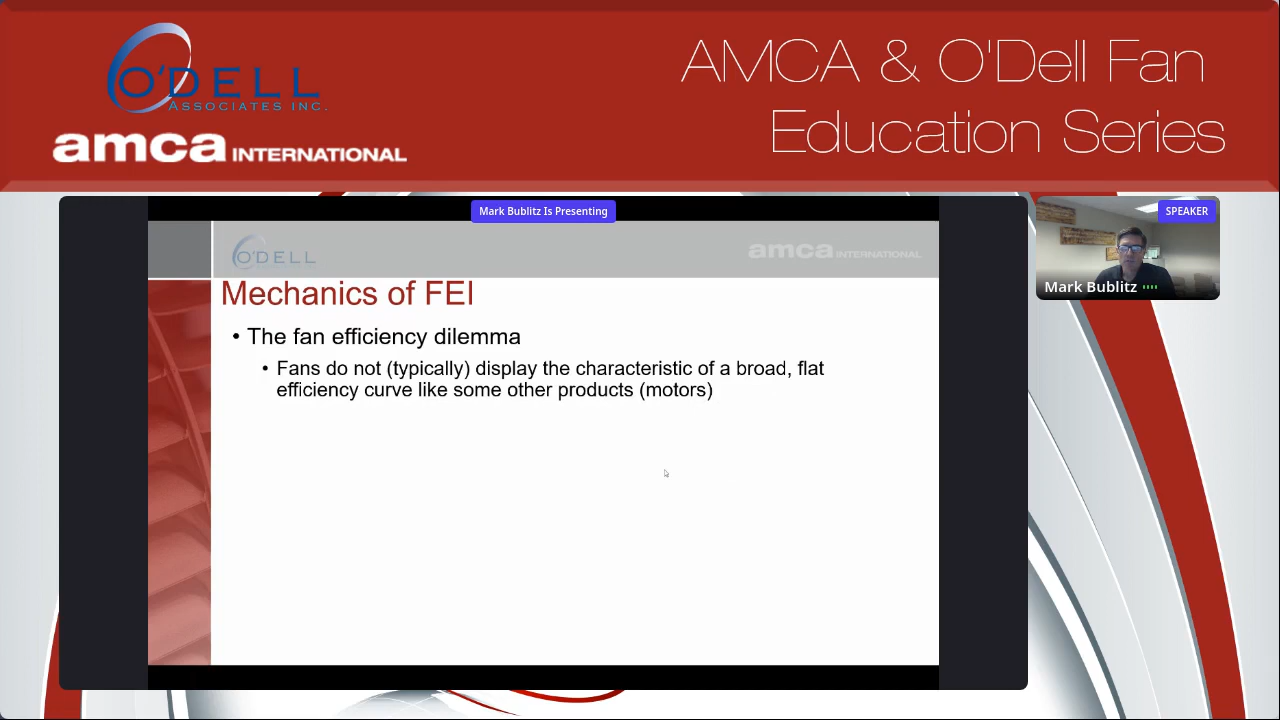 O'DELL
ASSOCIATES INC.
amca INTERNATIONAL
AMCA & O'Dell Fan
Education Series
Mark Bublitz Is Presenting
SPEAKER
Mark Bublitz
O'DELL
amca INTERNATIONAL
Mechanics of FEI
• The fan efficiency dilemma
• Fans do not (typically) display the characteristic of a broad, flat
efficiency curve like some other products (motors)